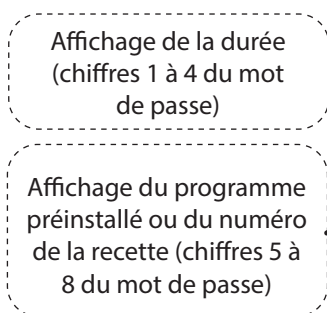 Affichage de la durée
(chiffres 1 à 4 du mot
de passe)
Affichage du programme
préinstallé ou du numéro
de la recette (chiffres 5 à
8 du mot de passe)